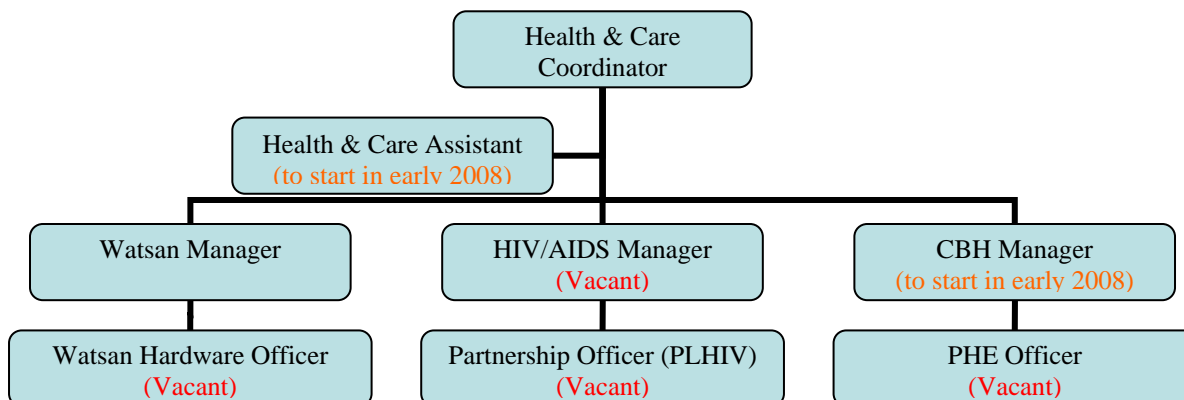 Health & Care
Coordinator
Health & Care Assistant
(to start in early 2008)
Watsan Manager
HIV/AIDS Manager
(Vacant)
CBH Manager
(to start in early 2008)
Watsan Hardware Officer
(Vacant)
Partnership Officer (PLHIV)
(Vacant)
PHE Officer
(Vacant)